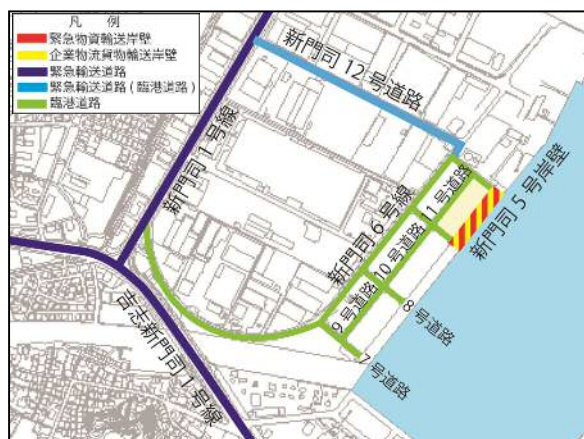 凡 例
緊急物資輸送岸壁
企業物流貨物輸送岸壁
緊急輸送道路
緊急輸送道路(臨港道路)
臨港道路
新門司12号道路
新門司1号線
新門司6号線
11号道路
新門司5号岸壁
10号道路
9号道路
8号道路
7号道路
吉志新門司1号線